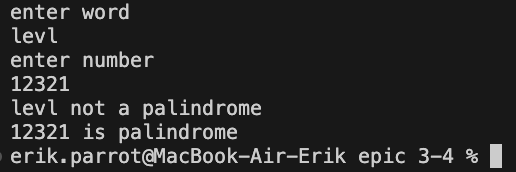 enter word
levl
enter number
12321
levl not a palindrome
12321 is palindrome
erik.parrot@MacBook-Air-Erik epic 3-4 %